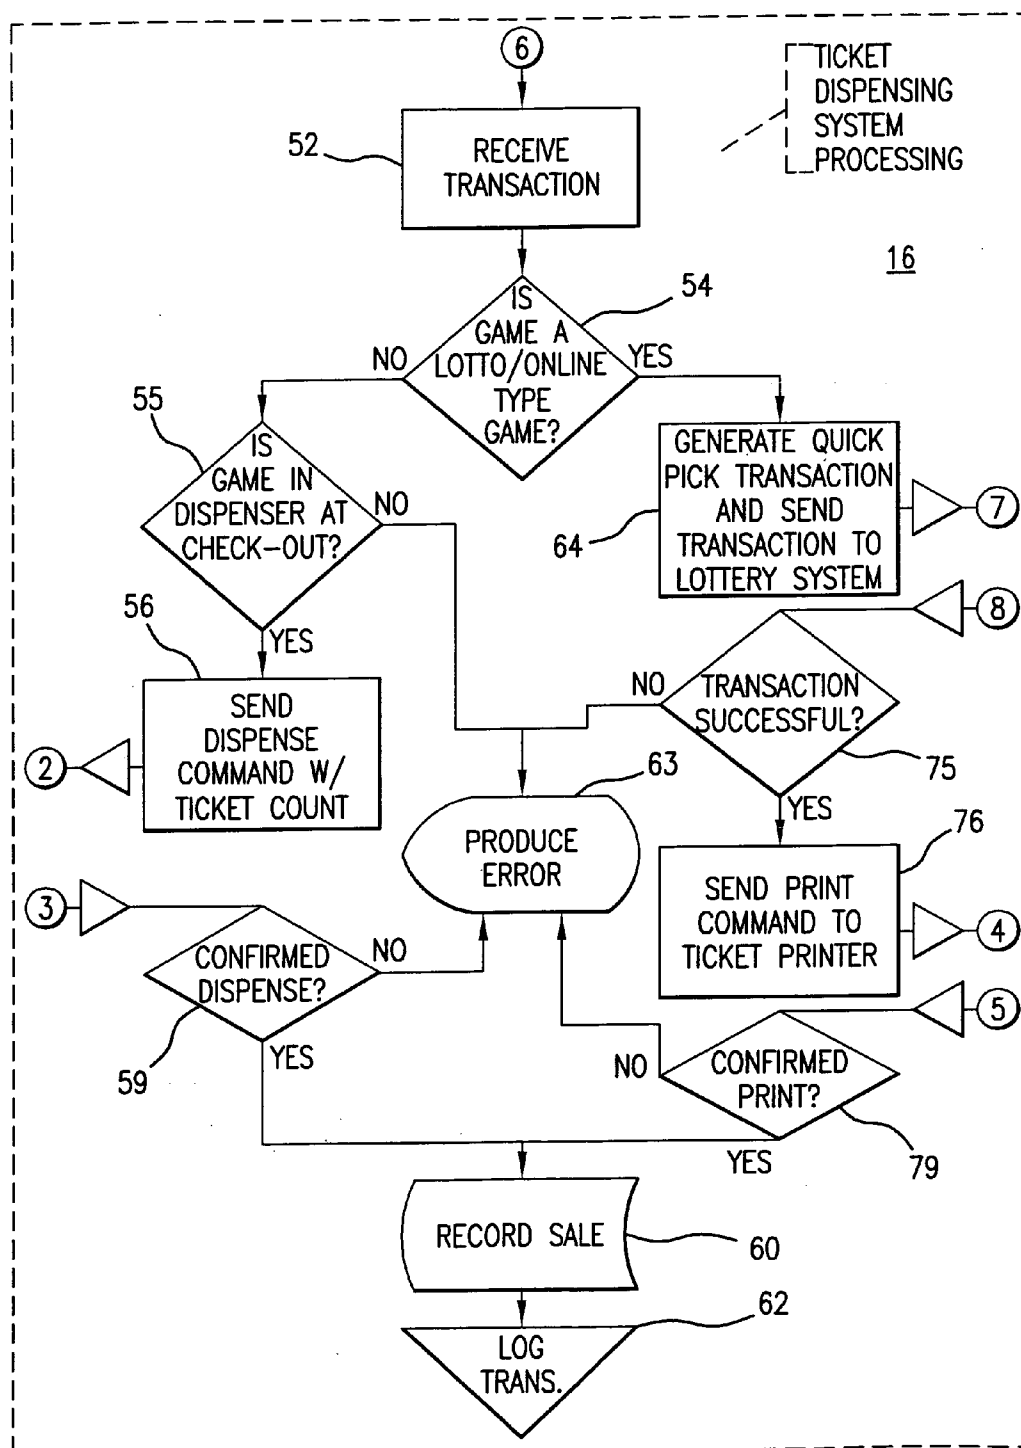 6
TICKET
DISPENSING
SYSTEM
PROCESSING
52
RECEIVE
TRANSACTION
16
54
IS
GAME A
LOTTO/ONLINE
TYPE
GAME?
NO
YES
55
IS
GAME IN
DISPENSER AT
CHECK-OUT?
NO
YES
GENERATE QUICK
PICK TRANSACTION
AND SEND
TRANSACTION TO
LOTTERY SYSTEM
64
7
8
56
SEND
DISPENSE
COMMAND W/
TICKET COUNT
2
NO
TRANSACTION
SUCCESSFUL?
75
YES
63
PRODUCE
ERROR
76
SEND PRINT
COMMAND TO
TICKET PRINTER
4
3
CONFIRMED
DISPENSE?
NO
59
YES
5
NO
CONFIRMED
PRINT?
79
YES
RECORD SALE
60
62
LOG
TRANS.